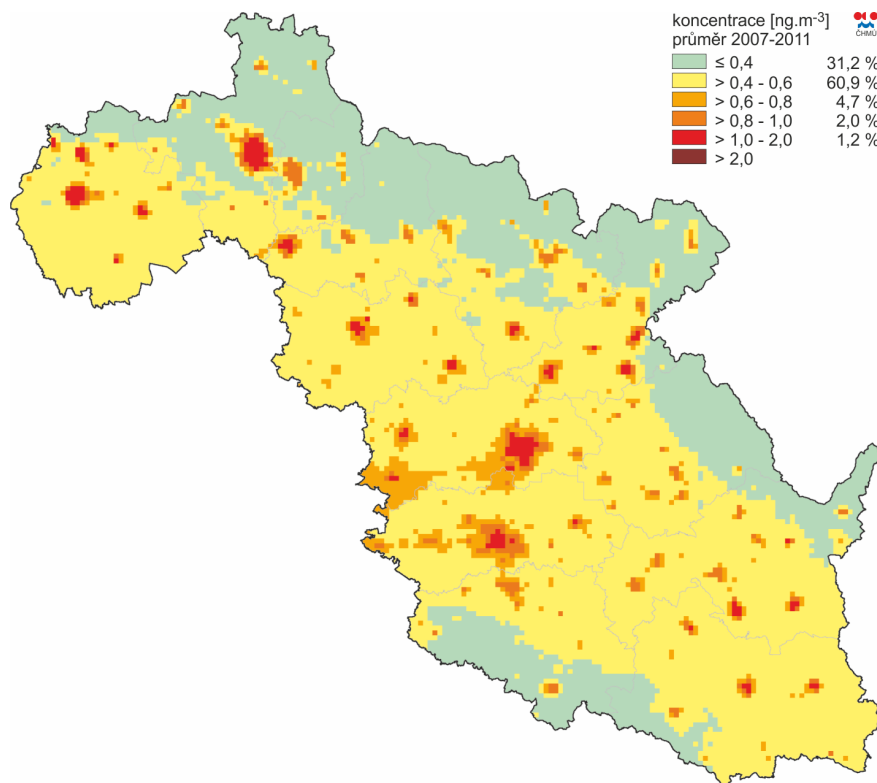 koncentrace [ng.m-3]
průměr 2007-2011
ČHMÚ
≤ 0,4 31,2 %
> 0,4 - 0,6 60,9 %
> 0,6 - 0,8 4,7 %
> 0,8 - 1,0 2,0 %
> 1,0 - 2,0 1,2 %
> 2,0